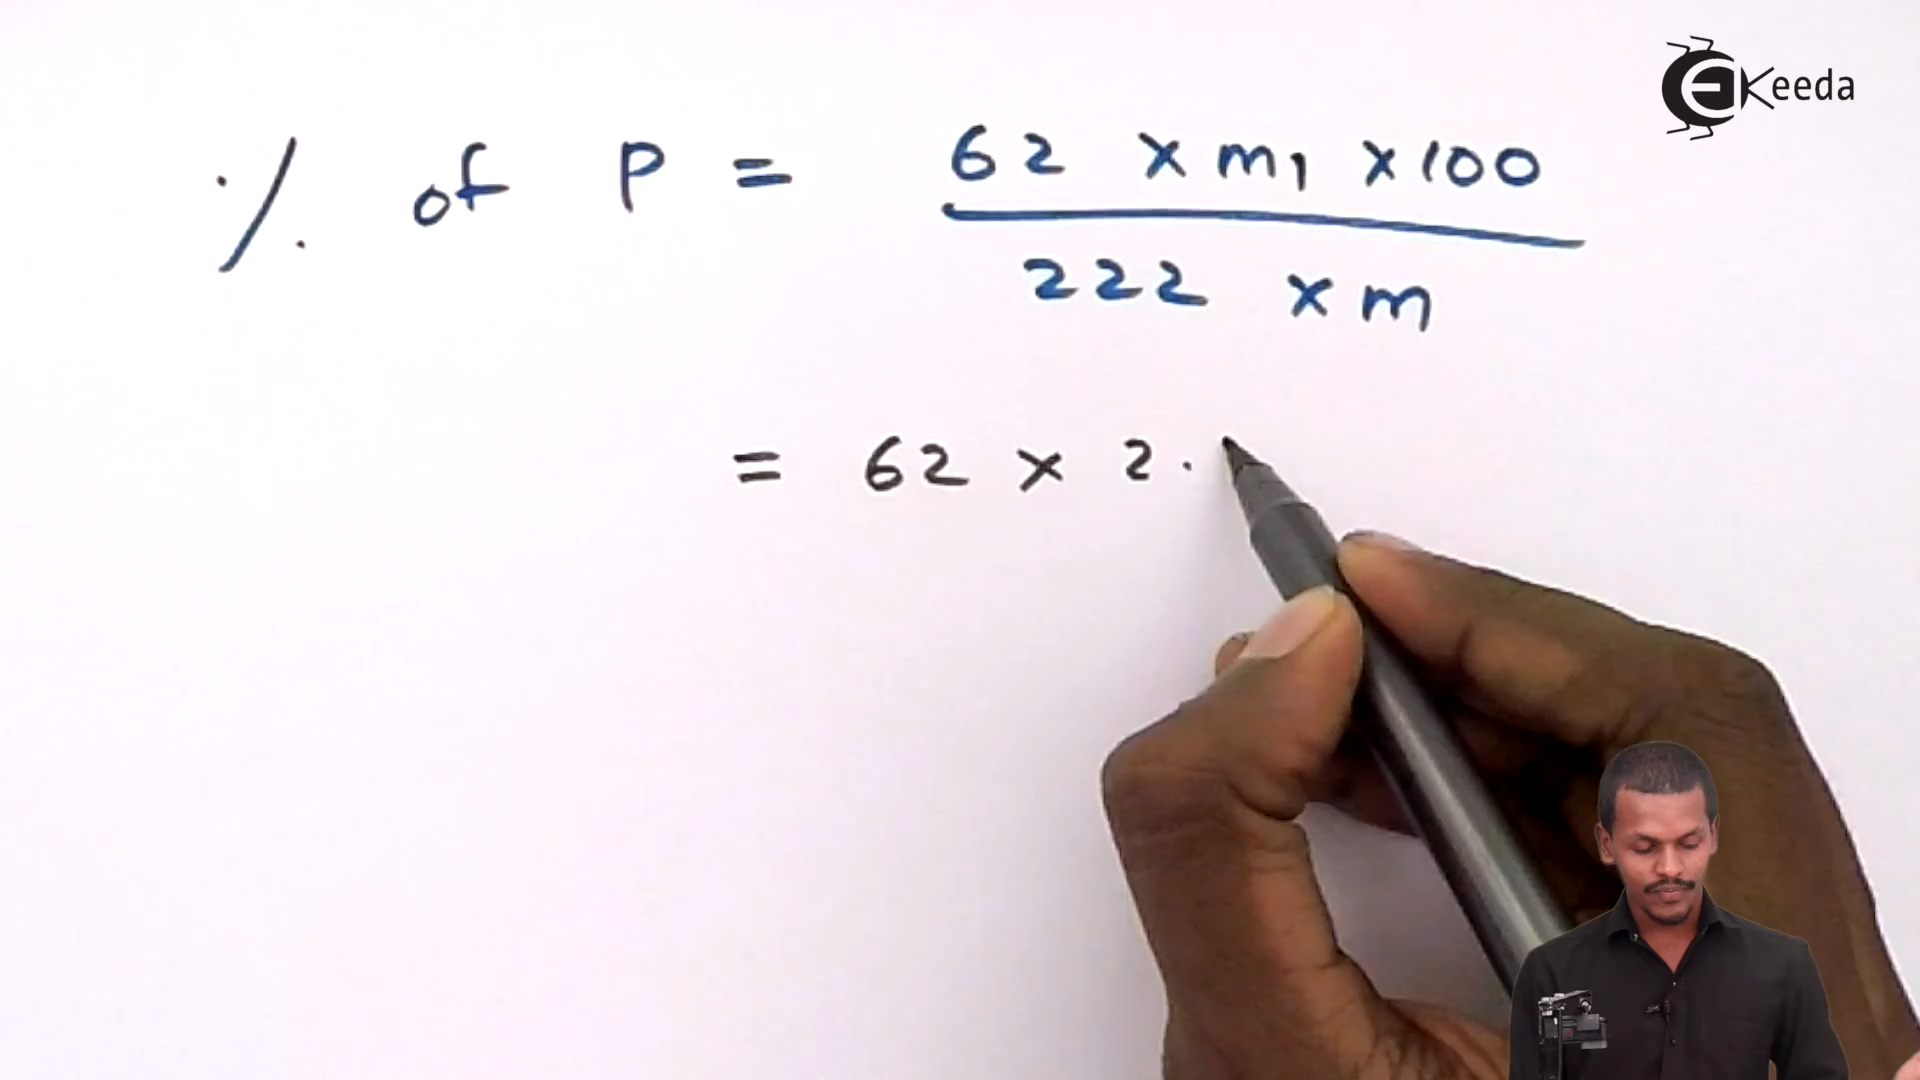 EKeeda
% of P = 62 × m₁ × 100
222 × m
= 62 × 2.